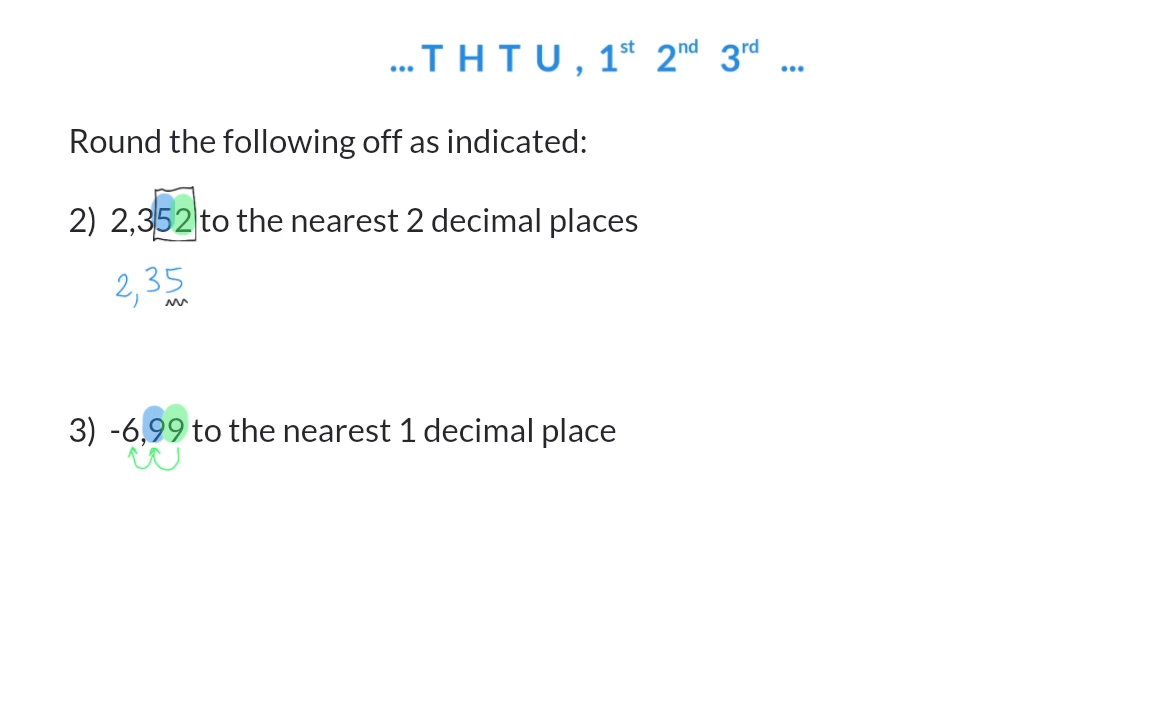 ...T H T U , 1st 2nd 3rd ...
Round the following off as indicated:
2) 2,352 to the nearest 2 decimal places
2,35
3) -6,99 to the nearest 1 decimal place